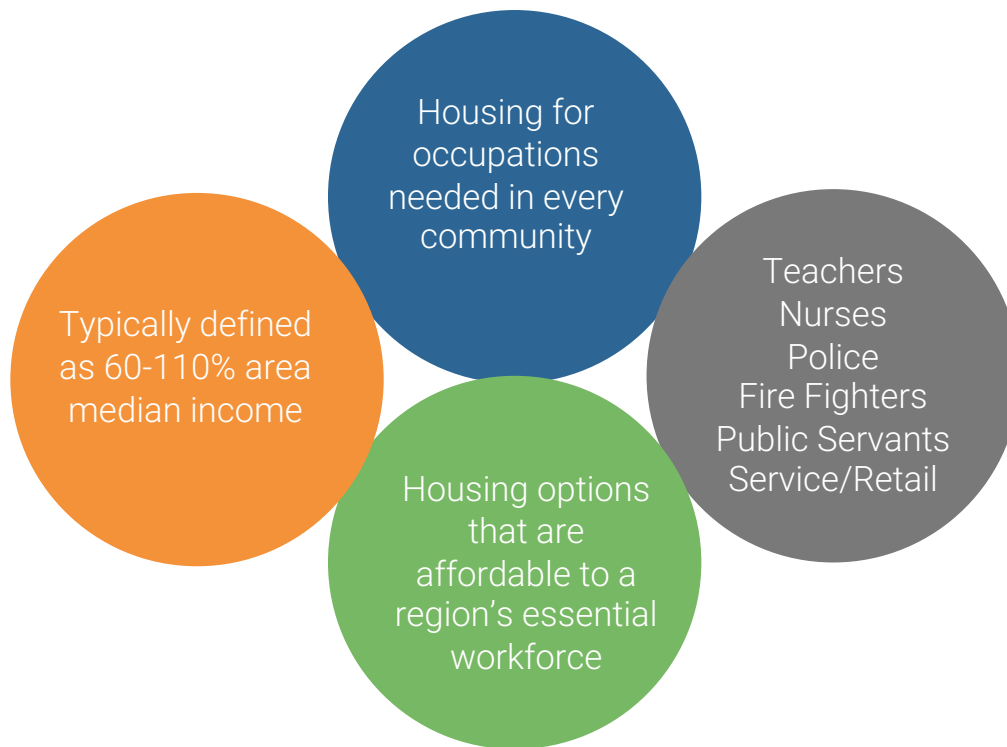 Housing for
occupations
needed in every
community
Typically defined
as 60-110% area
median income
Teachers
Nurses
Police
Fire Fighters
Public Servants
Service/Retail
Housing options
that are
affordable to a
region’s essential
workforce